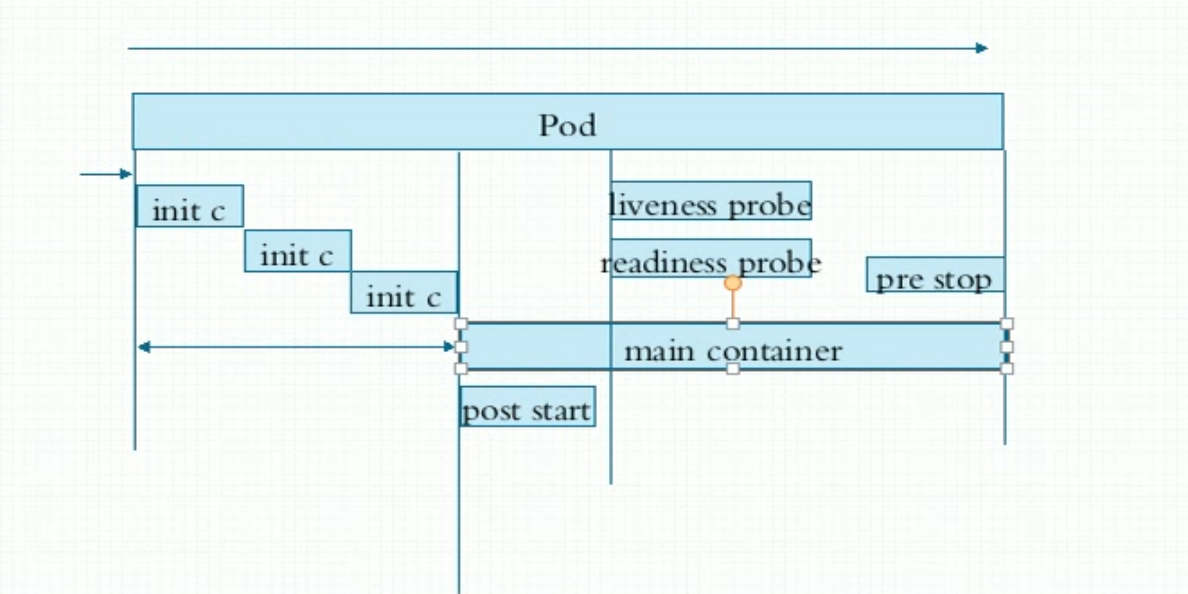 Pod
init c
init c
init c
liveness probe
readiness probe
pre stop
main container
post start